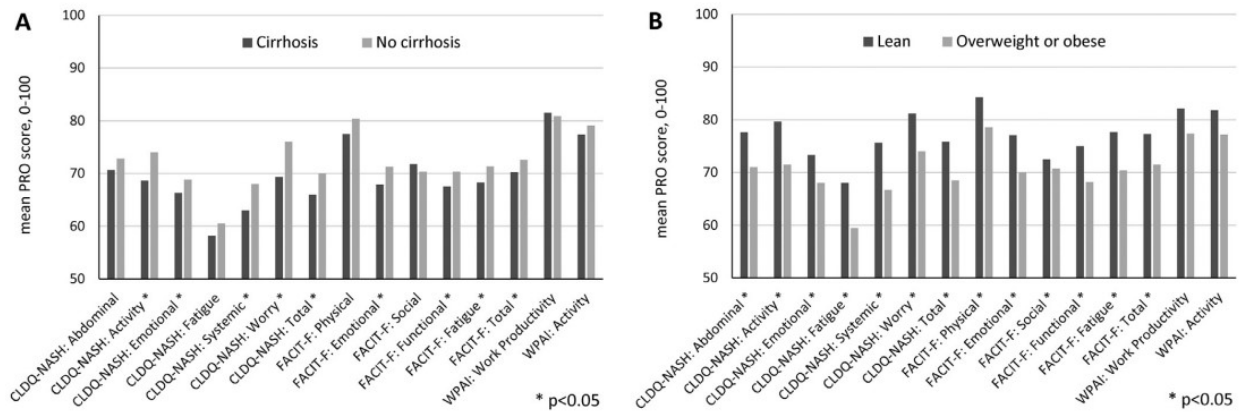 A
mean PRO score, 0-100
100
90
80
70
60
50
Cirrhosis
No cirrhosis
CLDQ-NASH: Abdominal
CLDQ-NASH: Activity *
CLDQ-NASH: Emotional *
CLDQ-NASH: Fatigue
CLDQ-NASH: Systemic *
CLDQ-NASH: Worry *
CLDQ-NASH: Total *
FACIT-F: Physical
FACIT-F: Emotional *
FACIT-F: Social
FACIT-F: Functional *
FACIT-F: Fatigue *
FACIT-F: Total *
WPAI: Work Productivity
WPAI: Activity
* p<0.05
B
mean PRO score, 0-100
100
90
80
70
60
50
Lean
Overweight or obese
CLDQ-NASH: Abdominal *
CLDQ-NASH: Activity *
CLDQ-NASH: Emotional *
CLDQ-NASH: Fatigue *
CLDQ-NASH: Systemic *
CLDQ-NASH: Worry *
CLDQ-NASH: Total *
FACIT-F: Physical *
FACIT-F: Emotional *
FACIT-F: Social *
FACIT-F: Functional *
FACIT-F: Fatigue *
FACIT-F: Total *
WPAI: Work Productivity
WPAI: Activity
* p<0.05